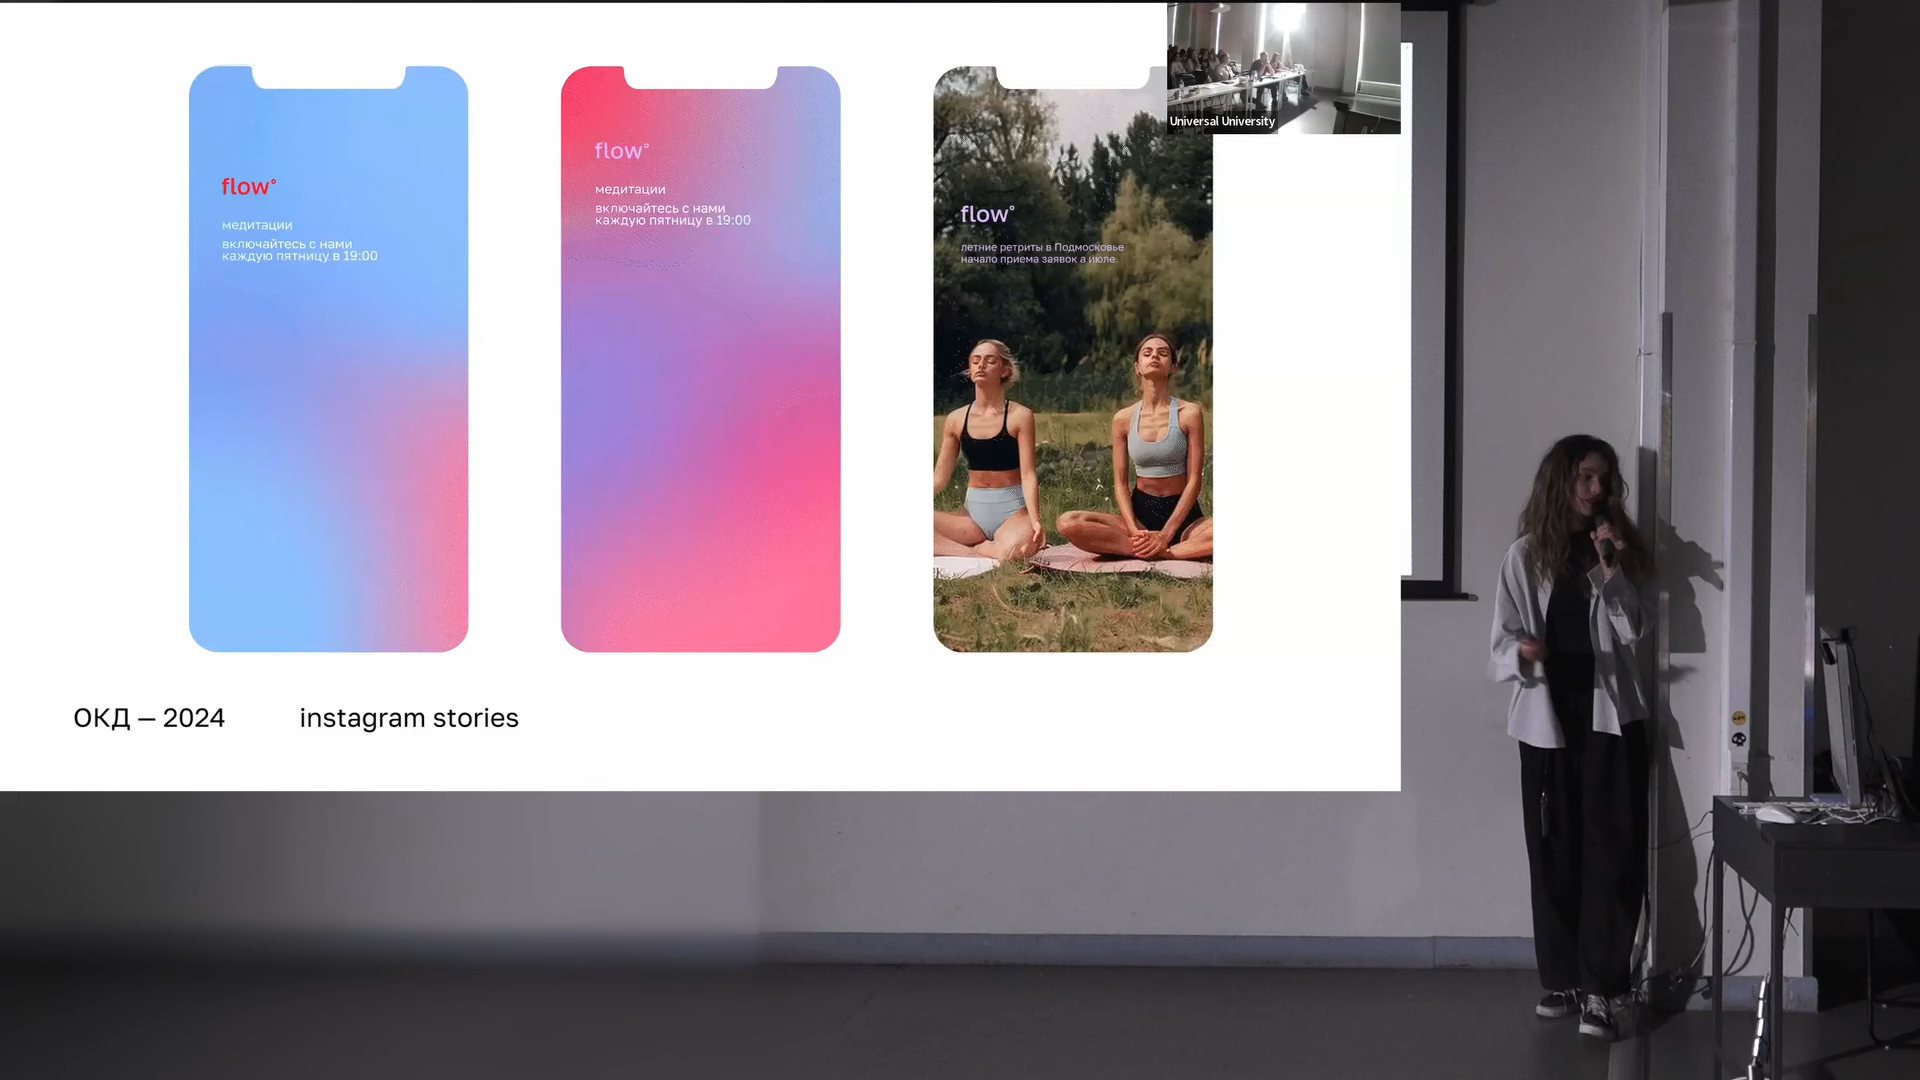 Universal University
flow°
медитации
включайтесь с нами
каждую пятницу в 19:00
flow°
медитации
включайтесь с нами
каждую пятницу в 19:00
flow°
летние ретриты в Подмосковье
начало приема заявок в июле
ОКД — 2024
instagram stories